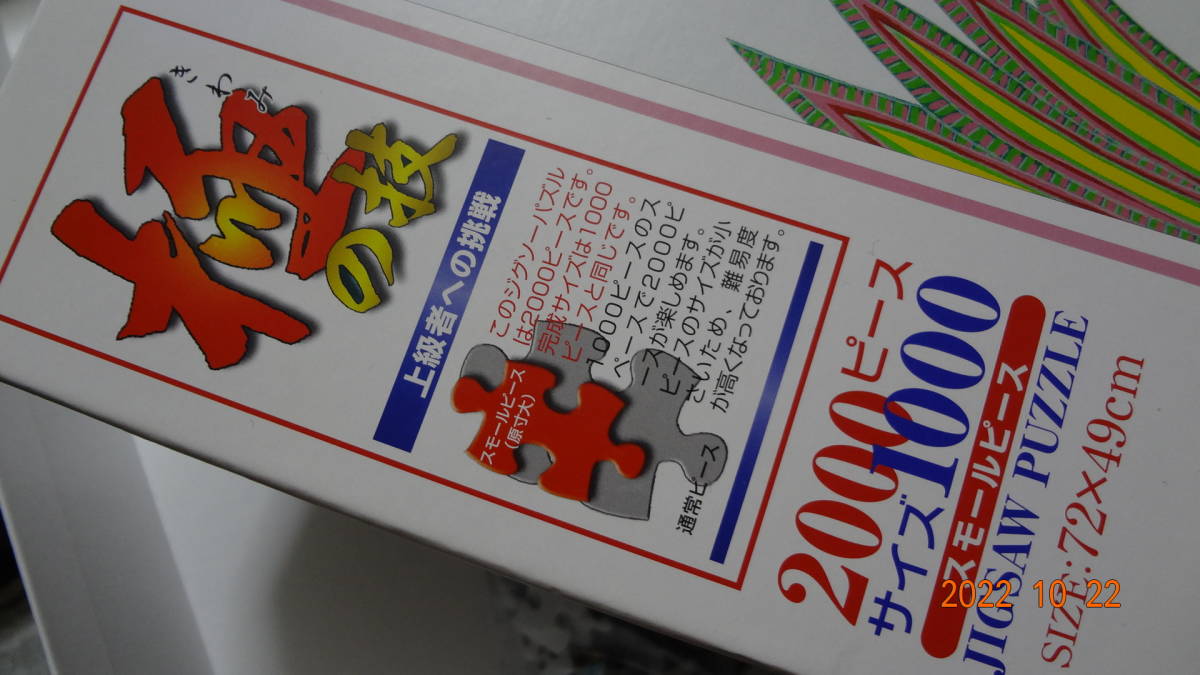 きわみ
極の技
上級者への挑戦
このジグソーパズル
は2000ピースです。
完成サイズは1000
ピースと同じです。
1000ピースのス
ペースで2000ピ
ースが楽しめます。
ピースのサイズが小
さいため、難易度
が高くなっております。
スモールピース
(原寸大)
通常ピース
2000ピース
サイズ1000
スモールピース
JIGSAW PUZZLE
SIZE:72×49cm
2022 10 22